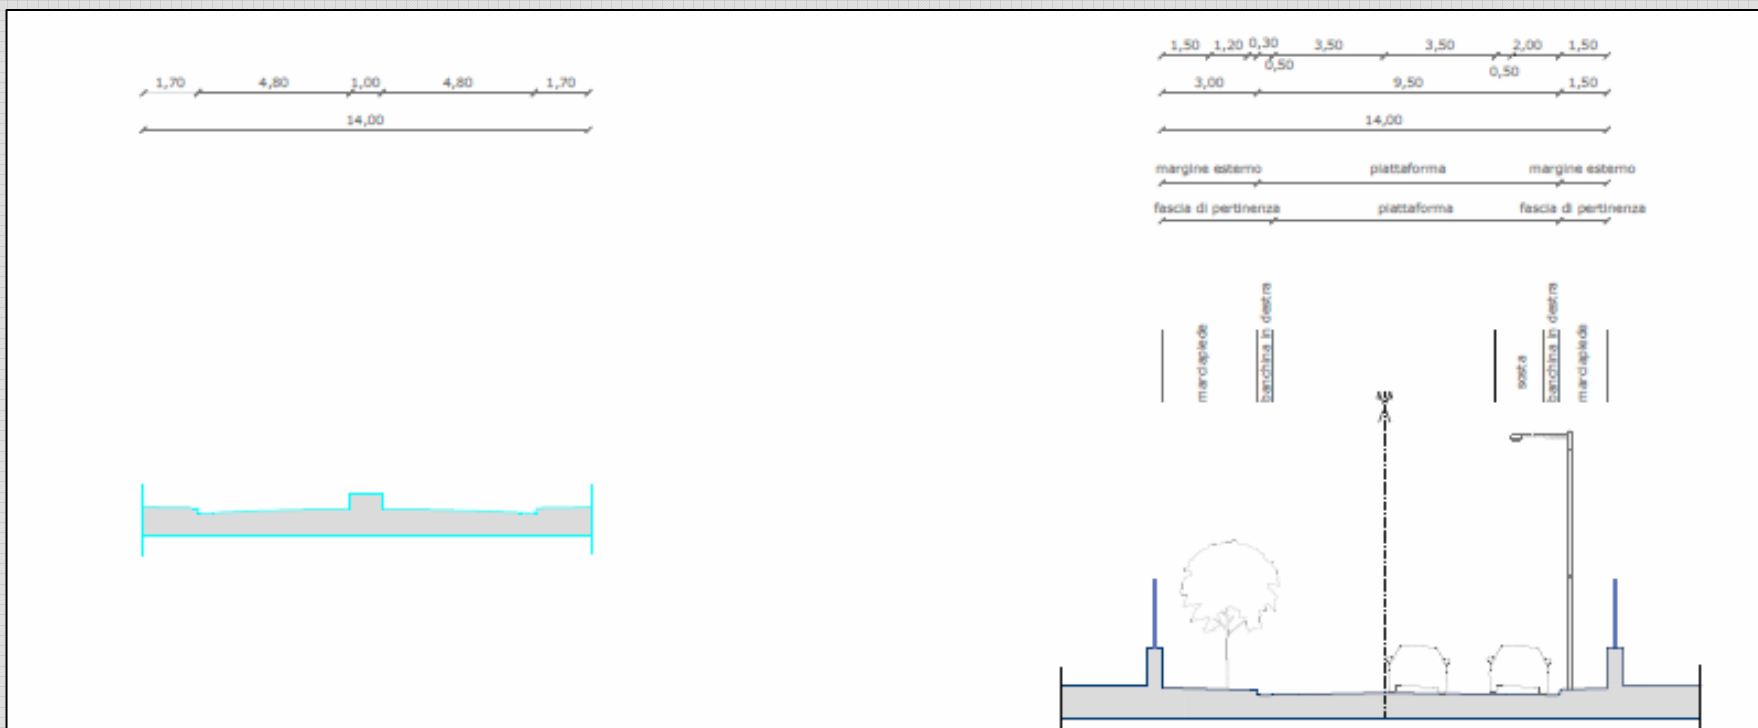 1,70 4,80 1,00 4,80 1,70
14,00
1,50 1,20 0,30 3,50 3,50 2,00 1,50
0,50 0,50
3,00 9,50 1,50
14,00
margine esterno piattaforma margine esterno
fascia di pertinenza piattaforma fascia di pertinenza
marciapiede
banchina in destra
sosta
banchina in destra
marciapiede